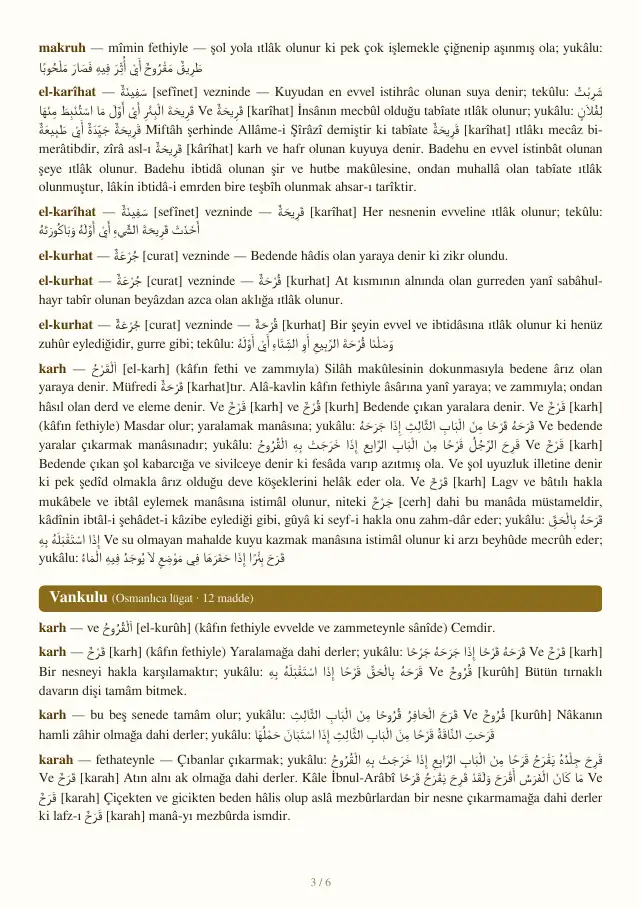 makruh — mîmin fethiyle — şol yola ıtlâk olunur ki pek çok işlemekle çiğnenip aşınmış ola; yukâlu:
طَرِيقٌ مَقْرُوحٌ أَيْ أُثِّرَ فِيهِ فَصَارَ مَلْحُوبًا
el-karîhat — سَفِينَةٌ [sefînet] vezninde — Kuyudan en evvel istihrâc olunan suya denir; tekûlu: شَرِبْتُ
قَرِيحَةَ الْبِئْرِ أَيْ أَوَّلَ مَا اسْتُنْبِطَ مِنْهَا Ve قَرِيحَةٌ [karîhat] İnsânın mecbûl olduğu tabîate ıtlâk olunur; yukâlu: لِفُلَانٍ
قَرِيحَةٌ جَيِّدَةٌ أَيْ طَبِيعَةٌ Miftâh şerhinde Allâme-i Şîrâzî demiştir ki tabîate قَرِيحَةٌ [karîhat] ıtlâkı mecâz bi-
merâtibdir, zîrâ asl-ı قَرِيحَةٌ [kârîhat] karh ve hafr olunan kuyuya denir. Badehu en evvel istinbât olunan
şeye ıtlâk olunur. Badehu ibtidâ olunan şir ve hutbe makûlesine, ondan muhallâ olan tabîate ıtlâk
olunmuştur, lâkin ibtidâ-i emrden bire teşbîh olunmak ahsar-ı tarîktir.
el-karîhat — سَفِينَةٌ [sefînet] vezninde — قَرِيحَةٌ [karîhat] Her nesnenin evveline ıtlâk olunur; tekûlu:
أَخَذْتُ قَرِيحَةَ الشَّيْءِ أَيْ أَوَّلَهُ وَبَاكُورَتَهُ
el-kurhat — جُرْعَةٌ [curat] vezninde — Bedende hâdis olan yaraya denir ki zikr olundu.
el-kurhat — جُرْعَةٌ [curat] vezninde — قُرْحَةٌ [kurhat] At kısmının alnında olan gurreden yanî sabâhul-
hayr tabîr olunan beyâzdan azca olan aklığa ıtlâk olunur.
el-kurhat — جُرْعَةٌ [curat] vezninde — قُرْحَةٌ [kurhat] Bir şeyin evvel ve ibtidâsına ıtlâk olunur ki henüz
zuhûr eylediğidir, gurre gibi; tekûlu: وَصَلْنَا قُرْحَةَ الرَّبِيعِ أَوِ الشِّتَاءِ أَيْ أَوَّلَهُ
karh — اَلْقَرْحُ [el-karh] (kâfın fethi ve zammıyla) Silâh makûlesinin dokunmasıyla bedene ârız olan
yaraya denir. Müfredi قَرْحَةٌ [karhat]tır. Alâ-kavlin kâfın fethiyle âsârına yanî yaraya; ve zammıyla; ondan
hâsıl olan derd ve eleme denir. Ve قَرْحٌ [karh] ve قُرْحٌ [kurh] Bedende çıkan yaralara denir. Ve قَرْحٌ [karh]
(kâfın fethiyle) Masdar olur; yaralamak manâsına; yukâlu: قَرَحَهُ قَرْحًا مِنَ الْبَابِ الثَّالِثِ إِذَا جَرَحَهُ Ve bedende
yaralar çıkarmak manâsınadır; yukâlu: قَرِحَ الرَّجُلُ قَرْحًا مِنَ الْبَابِ الرَّابِعِ إِذَا خَرَجَتْ بِهِ الْقُرُوحُ Ve قَرْحٌ [karh]
Bedende çıkan şol kabarcığa ve sivilceye denir ki fesâda varıp azıtmış ola. Ve şol uyuzluk illetine denir
ki pek şedîd olmakla ârız olduğu deve köşeklerini helâk eder ola. Ve قَرْحٌ [karh] Lagv ve bâtılı hakla
mukâbele ve ibtâl eylemek manâsına istimâl olunur, niteki جَرْحٌ [cerh] dahi bu manâda müstameldir,
kâdînin ibtâl-i şehâdet-i kâzibe eylediği gibi, gûyâ ki seyf-i hakla onu zahm-dâr eder; yukâlu: قَرَحَهُ بِالْحَقِّ
إِذَا اسْتَقْبَلَهُ بِهِ Ve su olmayan mahalde kuyu kazmak manâsına istimâl olunur ki arzı beyhûde mecrûh eder;
yukâlu: قَرَحَ بِئْرًا إِذَا حَفَرَهَا فِي مَوْضِعٍ لَا يُوجَدُ فِيهِ الْمَاءُ
Vankulu (Osmanlıca lügat · 12 madde)
karh — ve اَلْقُرُوحُ [el-kurûh] (kâfın fethiyle evvelde ve zammeteynle sânîde) Cemdir.
karh — قَرْحٌ [karh] (kâfın fethiyle) Yaralamağa dahi derler; yukâlu: قَرَحَهُ قَرْحًا إِذَا جَرَحَهُ جَرْحًا Ve قَرْحٌ [karh]
Bir nesneyi hakla karşılamaktır; yukâlu: قَرَحَهُ بِالْحَقِّ قَرْحًا إِذَا اسْتَقْبَلَهُ بِهِ Ve قُرُوحٌ [kurûh] Bütün tırnaklı
davarın dişi tamâm bitmek.
karh — bu beş senede tamâm olur; yukâlu: قَرَحَ الْحَافِرُ قُرُوحًا مِنَ الْبَابِ الثَّالِثِ Ve قُرُوحٌ [kurûh] Nâkanın
hamli zâhir olmağa dahi derler; yukâlu: قَرَحَتِ النَّاقَةُ قَرْحًا مِنَ الْبَابِ الثَّالِثِ إِذَا اسْتَبَانَ حَمْلُهَا
karah — fethateynle — Çıbanlar çıkarmak; yukâlu: قَرِحَ جِلْدُهُ يَقْرَحُ قَرَحًا مِنَ الْبَابِ الرَّابِعِ إِذَا خَرَجَتْ بِهِ الْقُرُوحُ
Ve قَرَحٌ [karah] Atın alnı ak olmağa dahi derler. Kâle İbnul-Arâbî مَا كَانَ الْفَرَسُ أَقْرَحَ وَلَقَدْ قَرِحَ يَقْرَحُ قَرَحًا Ve
قَرَحٌ [karah] Çiçekten ve gicikten beden hâlis olup aslâ mezbûrlardan bir nesne çıkarmamağa dahi derler
ki lafz-ı قَرَحٌ [karah] manâ-yı mezbûrda ismdir.
3 / 6